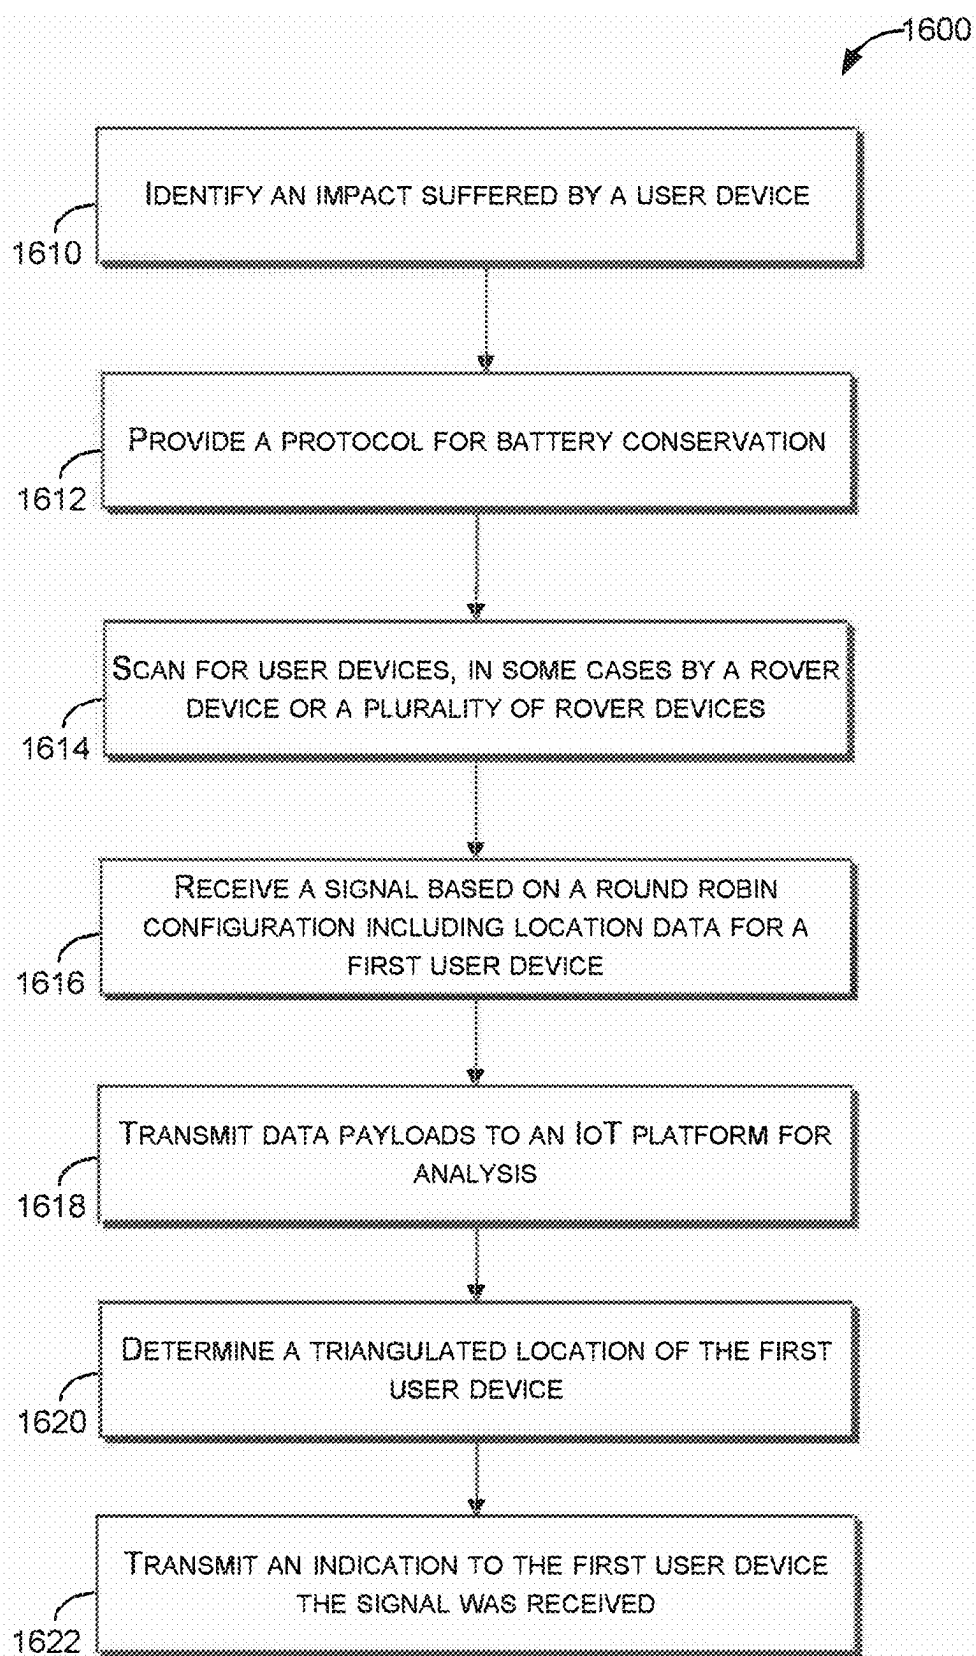 1600
IDENTIFY AN IMPACT SUFFERED BY A USER DEVICE
1610
PROVIDE A PROTOCOL FOR BATTERY CONSERVATION
1612
SCAN FOR USER DEVICES, IN SOME CASES BY A ROVER
DEVICE OR A PLURALITY OF ROVER DEVICES
1614
RECEIVE A SIGNAL BASED ON A ROUND ROBIN
CONFIGURATION INCLUDING LOCATION DATA FOR A
FIRST USER DEVICE
1616
TRANSMIT DATA PAYLOADS TO AN IOT PLATFORM FOR
ANALYSIS
1618
DETERMINE A TRIANGULATED LOCATION OF THE FIRST
USER DEVICE
1620
TRANSMIT AN INDICATION TO THE FIRST USER DEVICE
THE SIGNAL WAS RECEIVED
1622